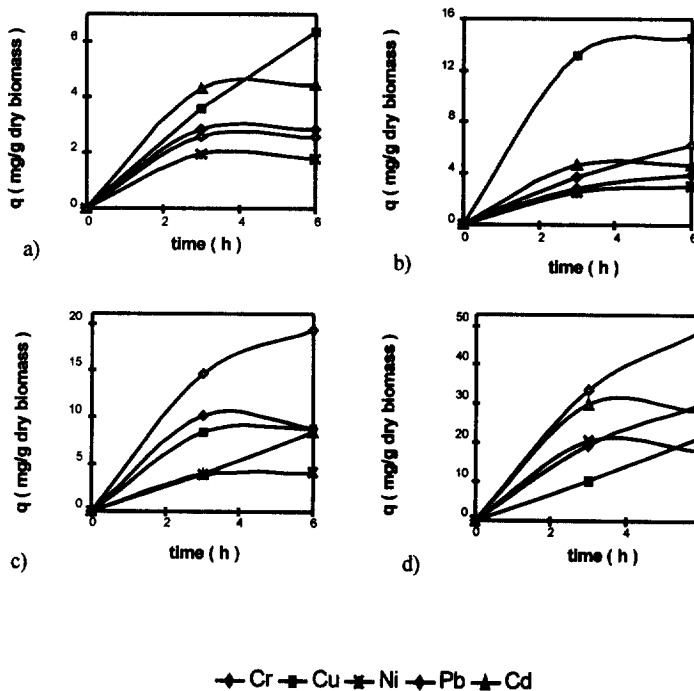 q ( mg/g dry biomass )
6
4
2
0
0 2 4 6
time ( h )
a)
q ( mg/g dry biomass )
16
12
8
4
0
0 2 4 6
time ( h )
b)
q ( mg/g dry biomass )
20
15
10
5
0
0 2 4 6
time ( h )
c)
q ( mg/g dry biomass )
50
40
30
20
10
0
0 2 4
time ( h )
d)
Cr Cu Ni Pb Cd